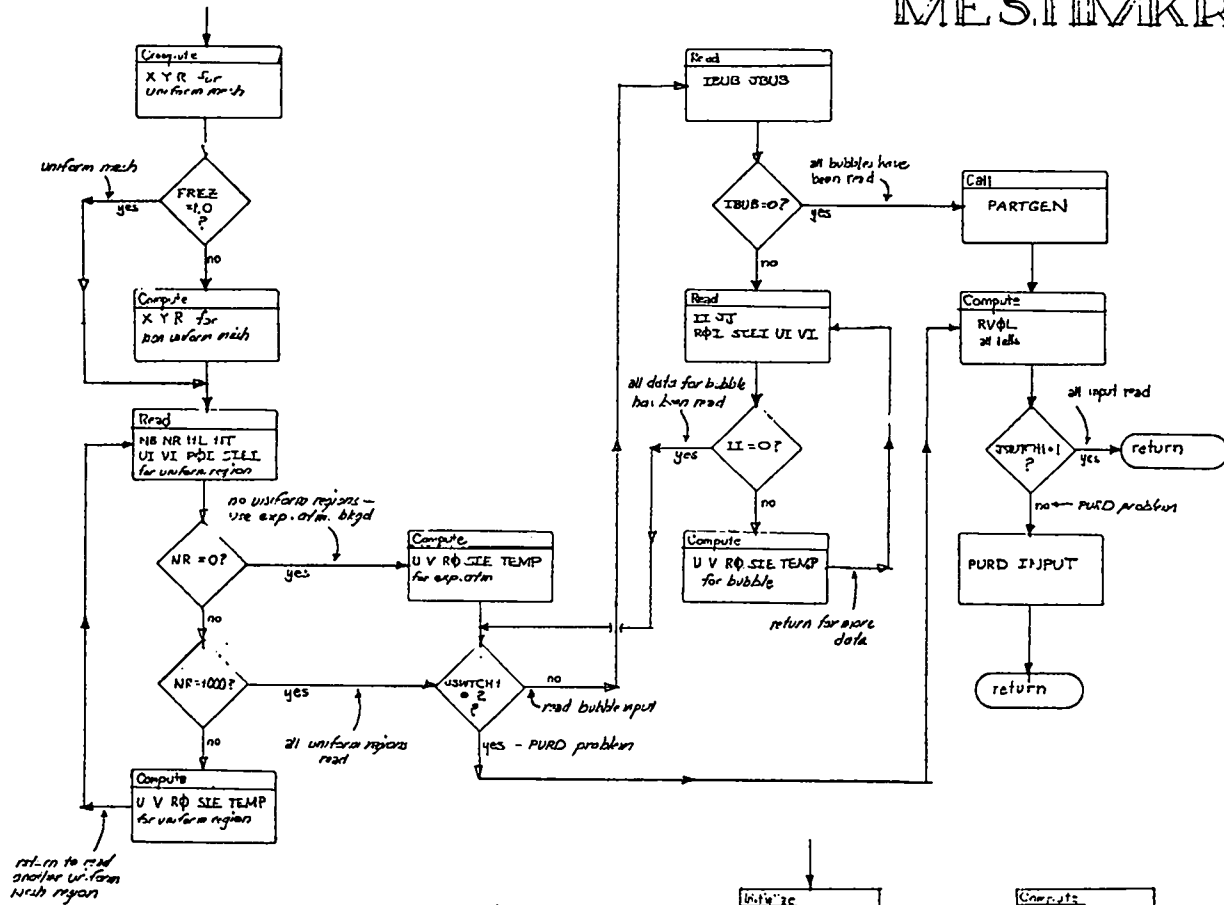 MESHMKR
Compute
X Y R for
uniform mesh
uniform mesh
FREZ
=1.0
?
yes
no
Compute
X Y R for
non uniform mesh
Read
NB NR NL NT
UI VI RØI SIEI
for uniform region
NR = 0?
yes
no uniform regions –
use exp. atm. bkgd
no
NR=1000?
yes
all uniform regions
read
no
Compute
U V RØ SIE TEMP
for uniform region
return to read
another uniform
mesh region
Compute
U V RØ SIE TEMP
for exp. atm
JSWTCH1
= 2
?
no
read bubble input
yes – PURD problem
Read
IBUB JBUB
IBUB=0?
yes
all bubbles have
been read
no
Read
II JJ
RØI SIEI UI VI
all data for bubble
has been read
II=0?
yes
no
Compute
U V RØ SIE TEMP
for bubble
return for more
data
Call
PARTGEN
Compute
RVØL
all cells
JSWTCH1=1
?
all input read
yes
return
no ← PURD problem
PURD INPUT
return
Initialize
Compute